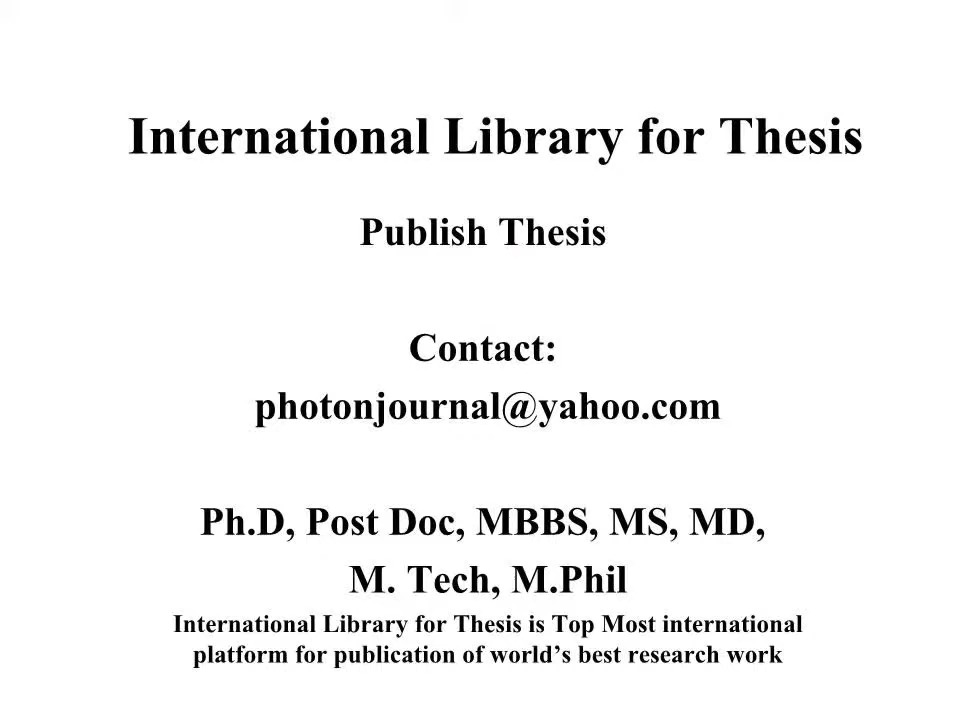 International Library for Thesis
Publish Thesis
Contact:
photonjournal@yahoo.com
Ph.D, Post Doc, MBBS, MS, MD,
M. Tech, M.Phil
International Library for Thesis is Top Most international
platform for publication of world’s best research work